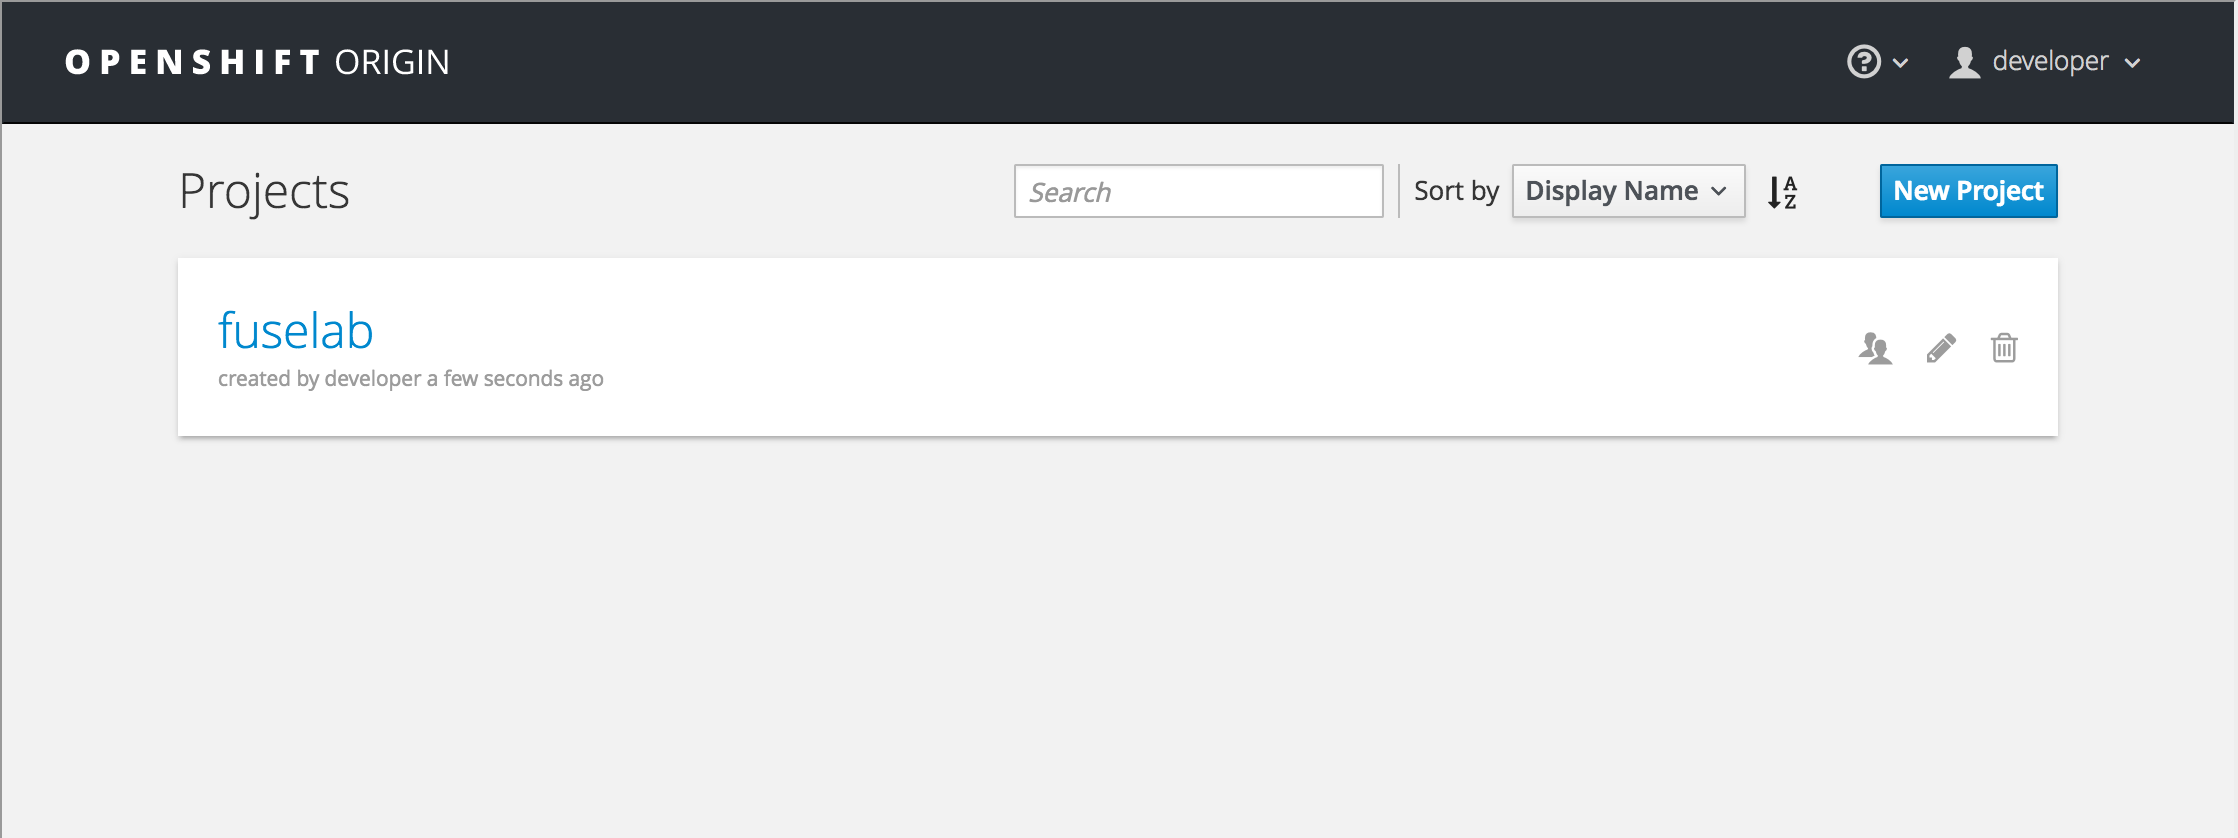 OPENSHIFT ORIGIN
? developer
Projects
Search
Sort by Display Name
A
Z
New Project
fuselab
created by developer a few seconds ago